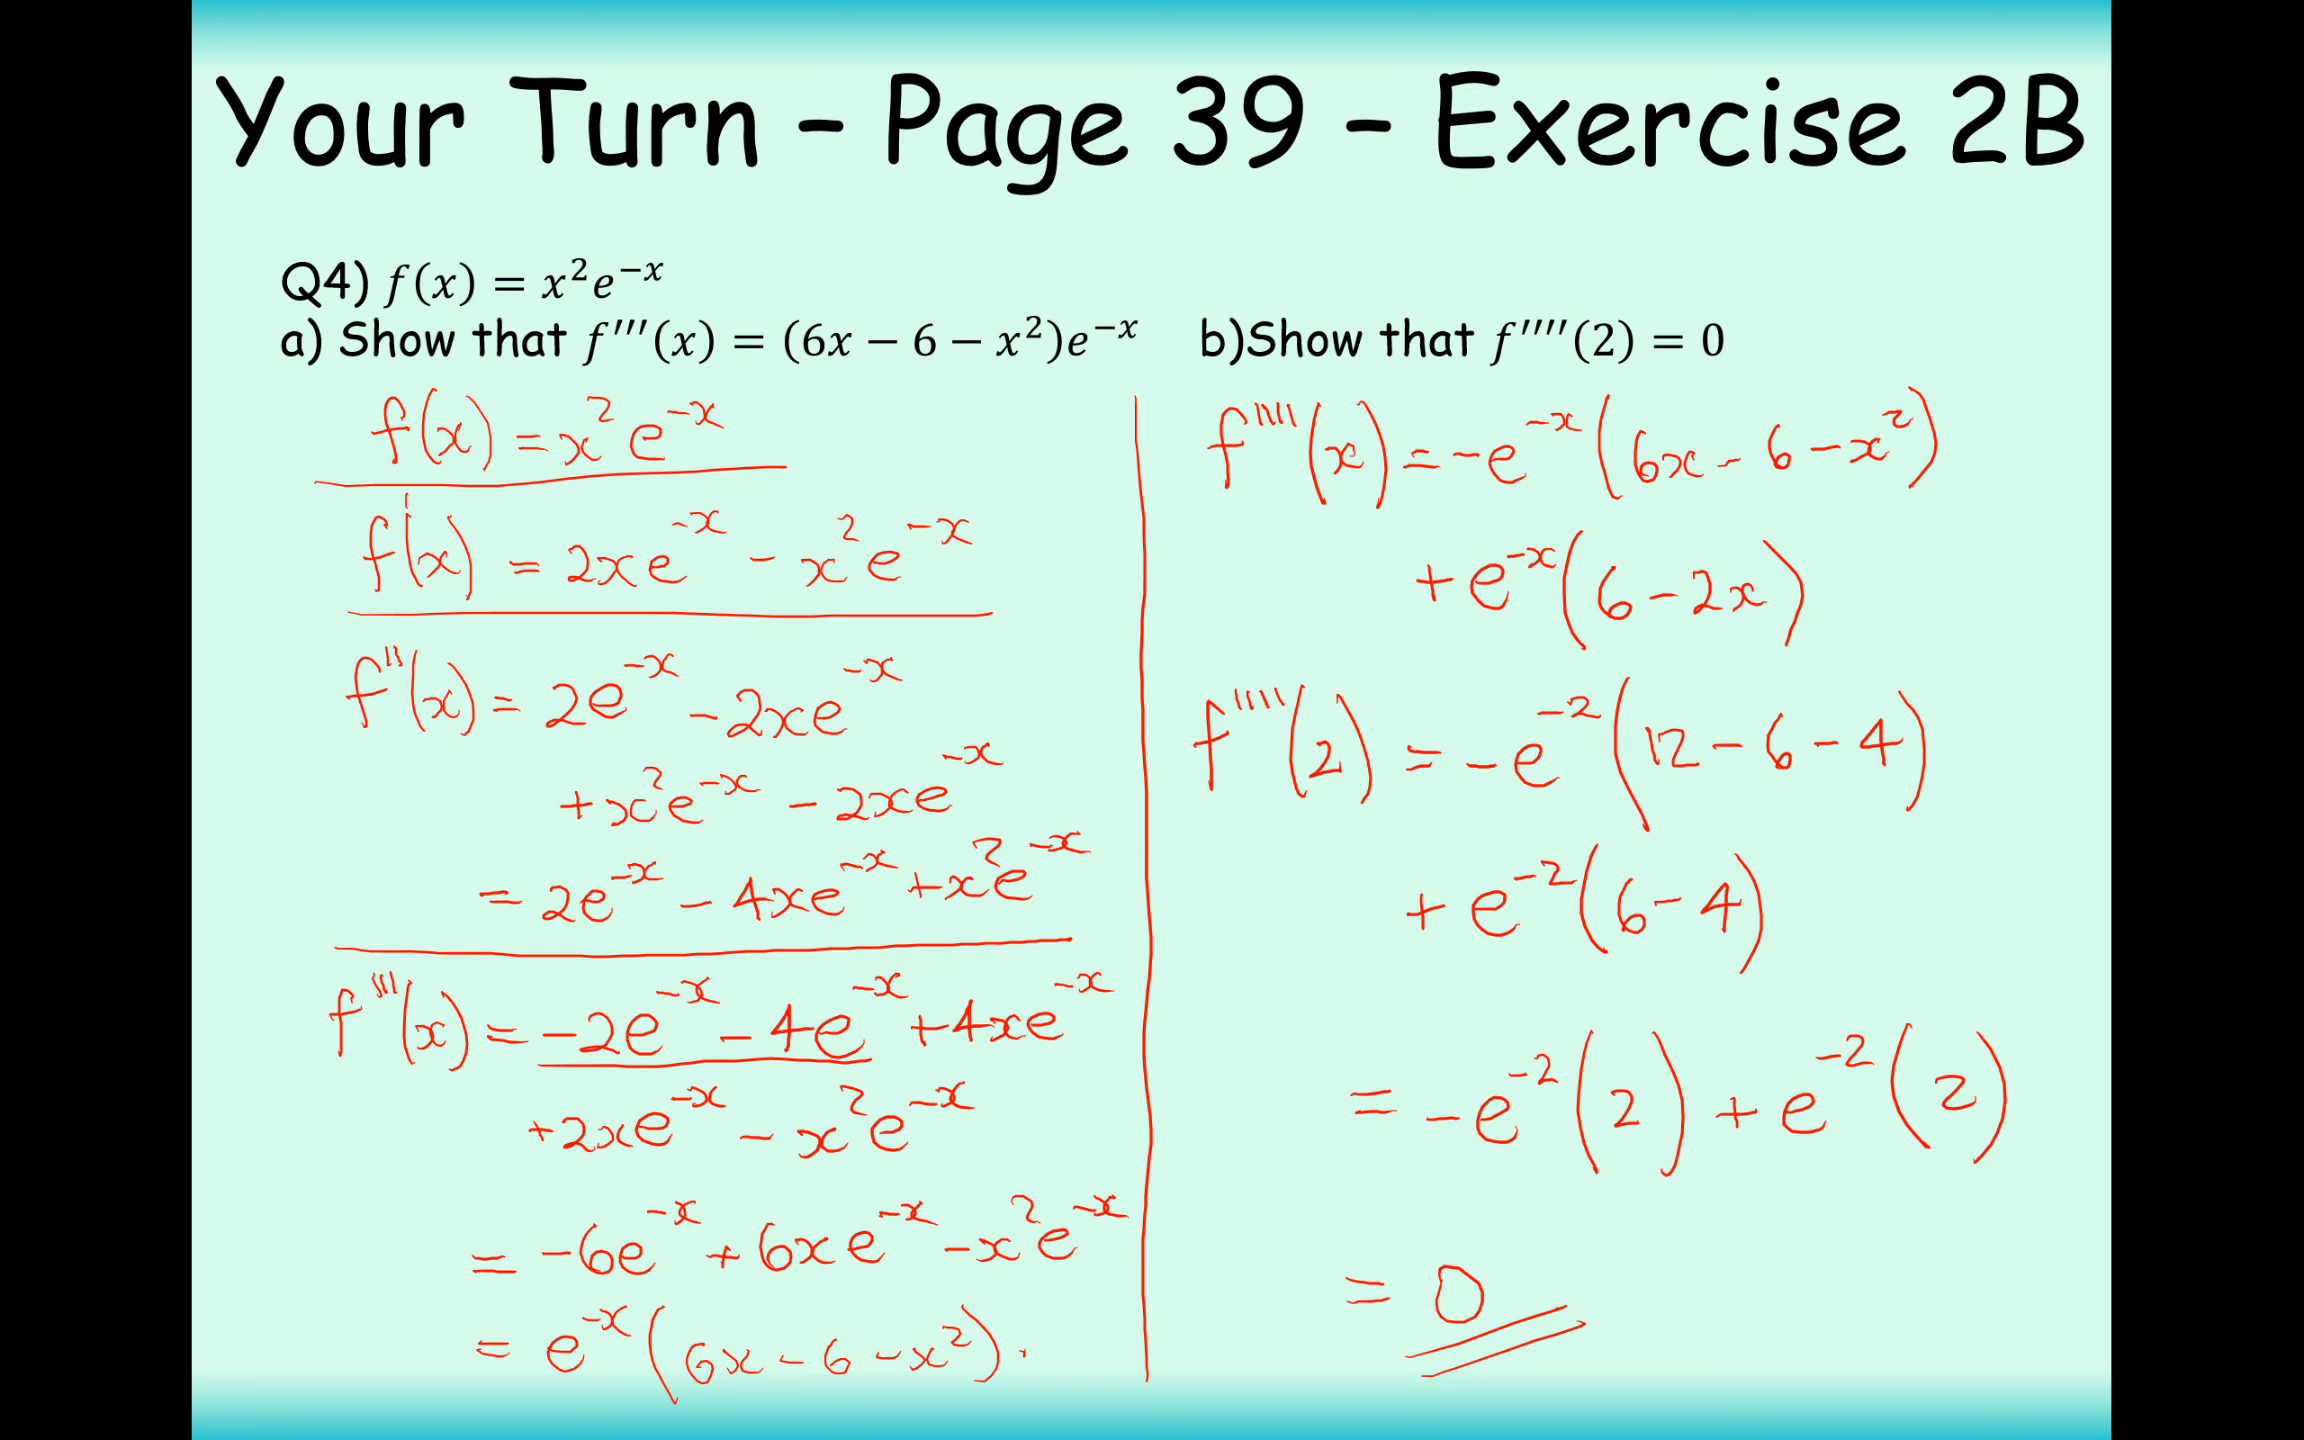 Your Turn - Page 39 - Exercise 2B
Q4) f(x) = x²e⁻ˣ
a) Show that f′′′(x) = (6x − 6 − x²)e⁻ˣ
f(x) = x²e⁻ˣ
f'(x) = 2xe⁻ˣ − x²e⁻ˣ
f''(x) = 2e⁻ˣ − 2xe⁻ˣ
+x²e⁻ˣ − 2xe⁻ˣ
= 2e⁻ˣ − 4xe⁻ˣ + x²e⁻ˣ
f'''(x) = −2e⁻ˣ − 4e⁻ˣ + 4xe⁻ˣ
+2xe⁻ˣ − x²e⁻ˣ
= −6e⁻ˣ + 6xe⁻ˣ − x²e⁻ˣ
= e⁻ˣ(6x − 6 − x²).
b)Show that f′′′′(2) = 0
f''''(x) = −e⁻ˣ(6x − 6 − x²)
+ e⁻ˣ(6 − 2x)
f''''(2) = −e⁻²(12 − 6 − 4)
+ e⁻²(6 − 4)
= −e⁻²(2) + e⁻²(2)
= 0